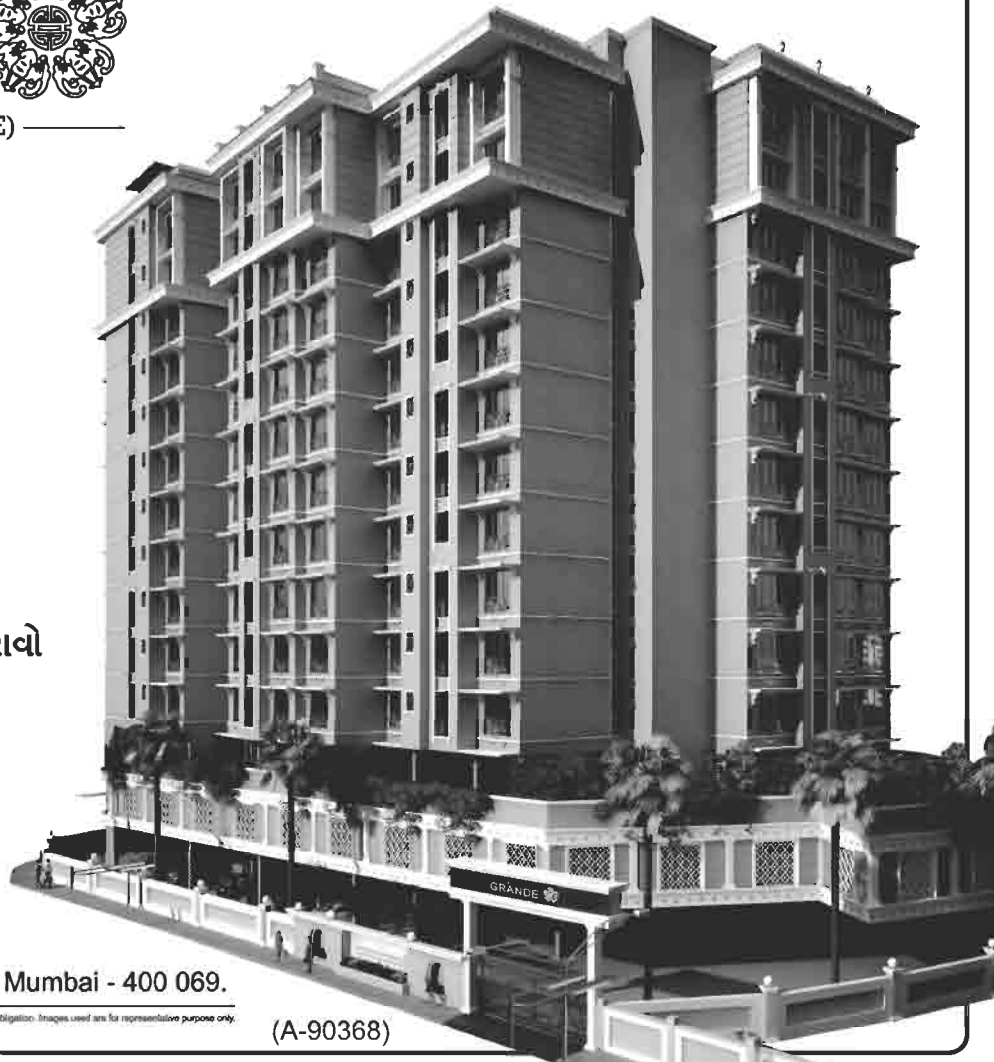 E)
GRANDE
Mumbai - 400 069.
obligation. Images used are for representative purpose only.
(A-90368)